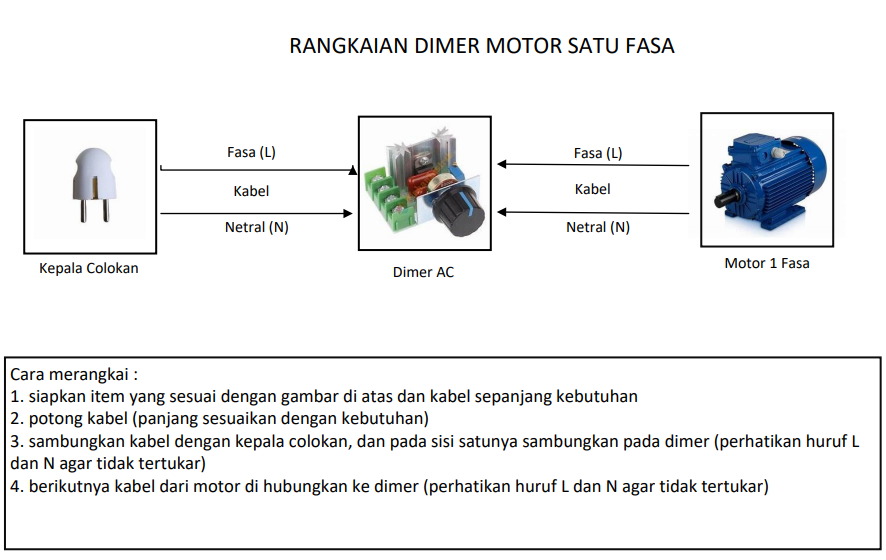 RANGKAIAN DIMER MOTOR SATU FASA
Fasa (L)
Kabel
Netral (N)
Fasa (L)
Kabel
Netral (N)
Kepala Colokan
Dimer AC
Motor 1 Fasa
Cara merangkai :
1. siapkan item yang sesuai dengan gambar di atas dan kabel sepanjang kebutuhan
2. potong kabel (panjang sesuaikan dengan kebutuhan)
3. sambungkan kabel dengan kepala colokan, dan pada sisi satunya sambungkan pada dimer (perhatikan huruf L
dan N agar tidak tertukar)
4. berikutnya kabel dari motor di hubungkan ke dimer (perhatikan huruf L dan N agar tidak tertukar)